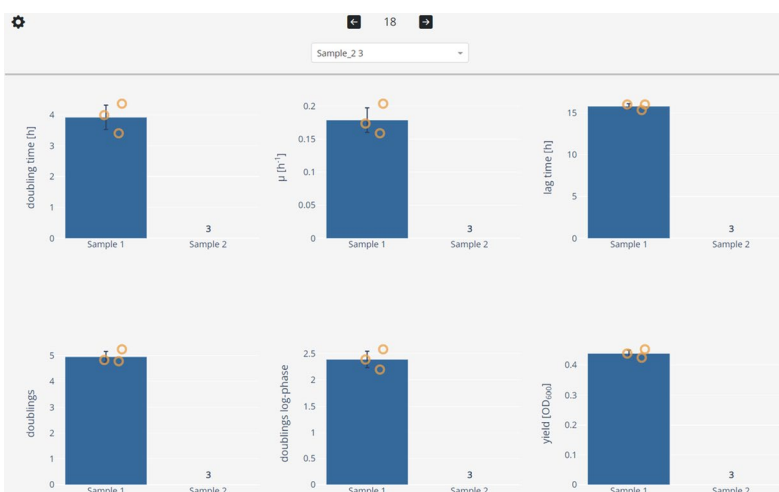 18
Sample_2 3
doubling time [h]
4
3
2
1
0
Sample 1
3
Sample 2
μ [h⁻¹]
0.2
0.15
0.1
0.05
0
Sample 1
3
Sample 2
lag time [h]
15
10
5
0
Sample 1
3
Sample 2
doublings
5
4
3
2
1
0
Sample 1
3
Sample 2
doublings log-phase
2.5
2
1.5
1
0.5
0
Sample 1
3
Sample 2
yield [OD₆₀₀]
0.4
0.3
0.2
0.1
0
Sample 1
3
Sample 2